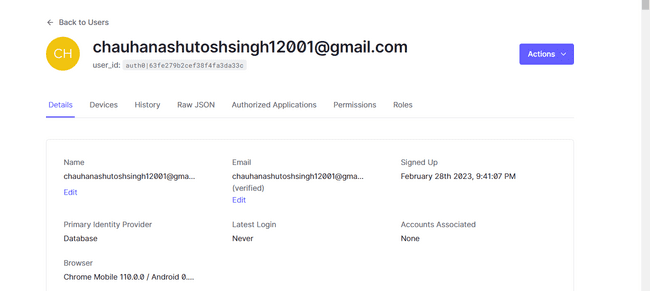 Back to Users
CH
chauhanashutoshsingh12001@gmail.com
user_id: auth0|63fe279b2cef38f4fa3da33c
Actions
Details Devices History Raw JSON Authorized Applications Permissions Roles
Name Email Signed Up
chauhanashutoshsingh12001@gma... chauhanashutoshsingh12001@gma... February 28th 2023, 9:41:07 PM
(verified)
Edit Edit
Primary Identity Provider Latest Login Accounts Associated
Database Never None
Browser
Chrome Mobile 110.0.0 / Android 0....